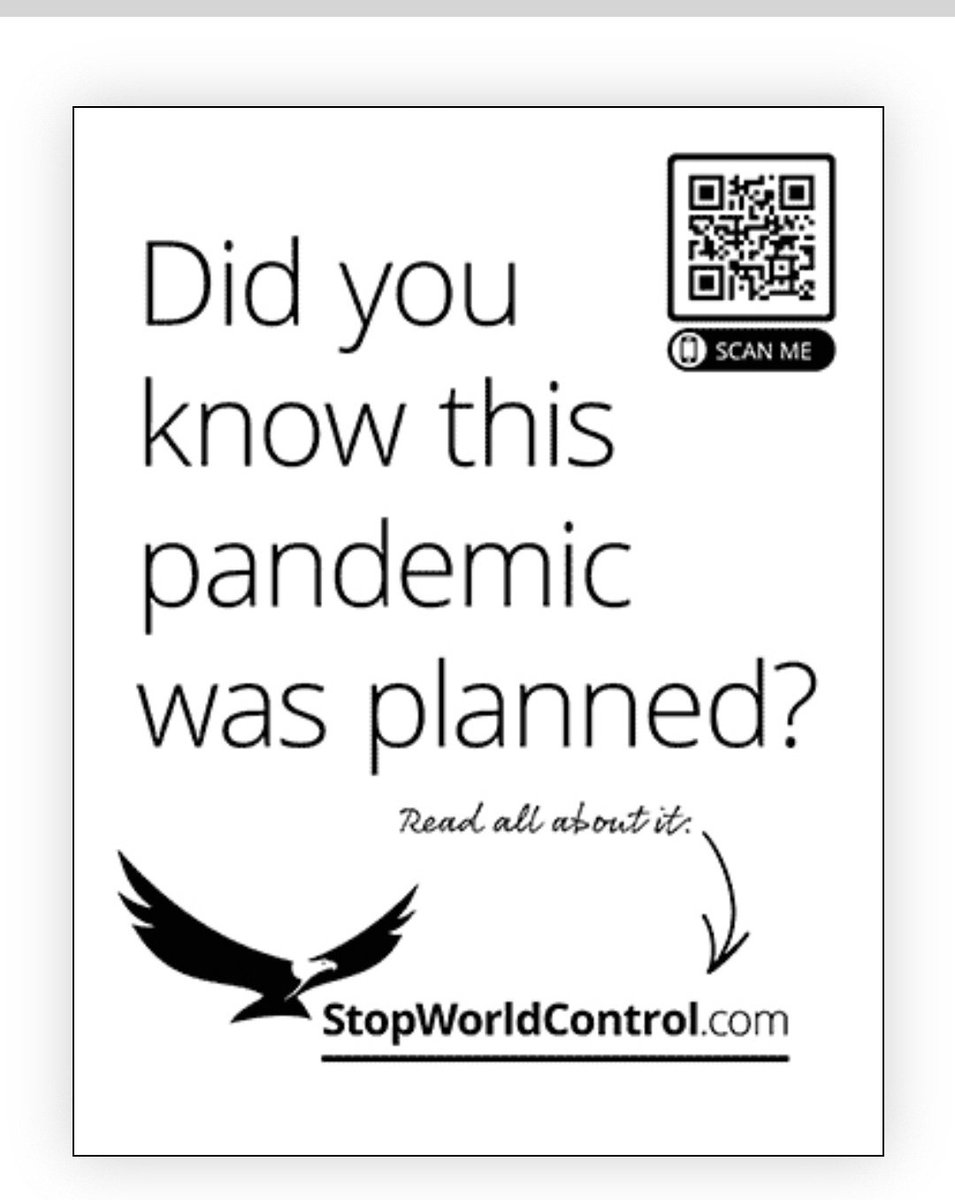 Did you
know this
pandemic
was planned?
SCAN ME
Read all about it:
StopWorldControl.com